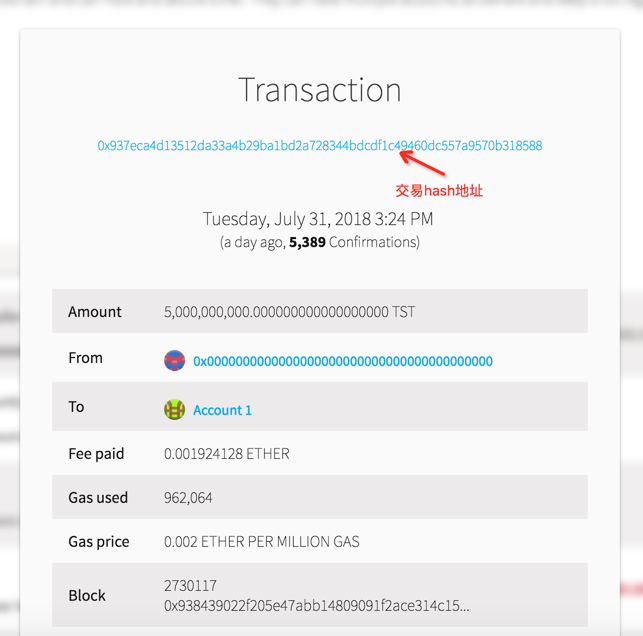 Transaction
0x937eca4d13512da33a4b29ba1bd2a728344bdcdf1c49460dc557a9570b318588
交易hash地址
Tuesday, July 31, 2018 3:24 PM
(a day ago, 5,389 Confirmations)
Amount 5,000,000,000.000000000000000000 TST
From 0x0000000000000000000000000000000000000000
To Account 1
Fee paid 0.001924128 ETHER
Gas used 962,064
Gas price 0.002 ETHER PER MILLION GAS
Block 2730117
0x938439022f205e47abb14809091f2ace314c15...